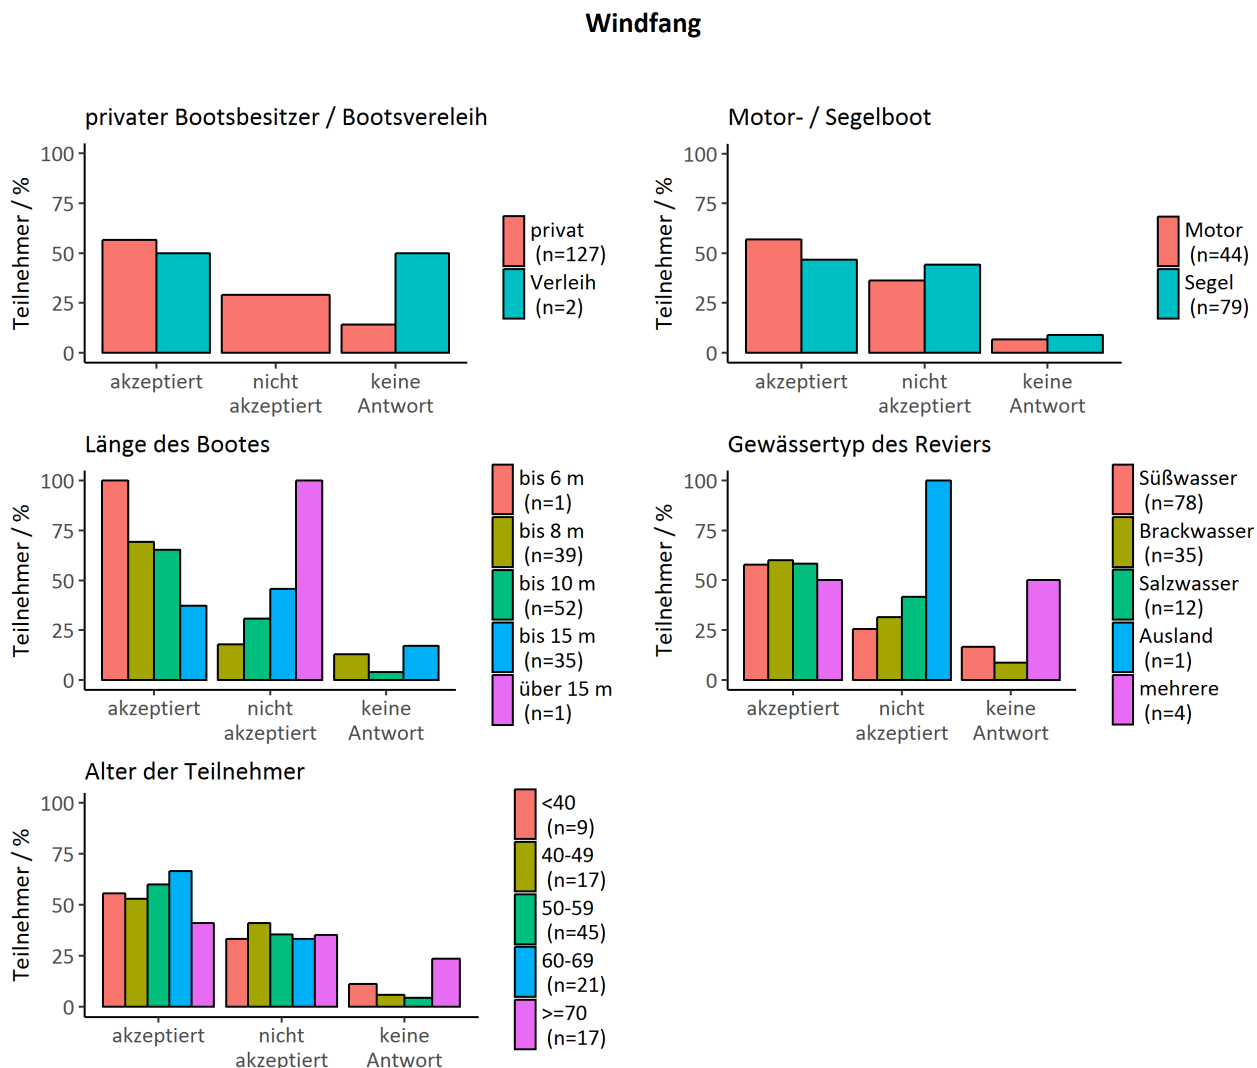 Windfang
privater Bootsbesitzer / Bootsvereleih
Teilnehmer / %
100
75
50
25
0
akzeptiert
nicht
akzeptiert
keine
Antwort
privat
(n=127)
Verleih
(n=2)
Motor- / Segelboot
Teilnehmer / %
100
75
50
25
0
akzeptiert
nicht
akzeptiert
keine
Antwort
Motor
(n=44)
Segel
(n=79)
Länge des Bootes
Teilnehmer / %
100
75
50
25
0
akzeptiert
nicht
akzeptiert
keine
Antwort
bis 6 m
(n=1)
bis 8 m
(n=39)
bis 10 m
(n=52)
bis 15 m
(n=35)
über 15 m
(n=1)
Gewässertyp des Reviers
Teilnehmer / %
100
75
50
25
0
akzeptiert
nicht
akzeptiert
keine
Antwort
Süßwasser
(n=78)
Brackwasser
(n=35)
Salzwasser
(n=12)
Ausland
(n=1)
mehrere
(n=4)
Alter der Teilnehmer
Teilnehmer / %
100
75
50
25
0
akzeptiert
nicht
akzeptiert
keine
Antwort
<40
(n=9)
40-49
(n=17)
50-59
(n=45)
60-69
(n=21)
>=70
(n=17)